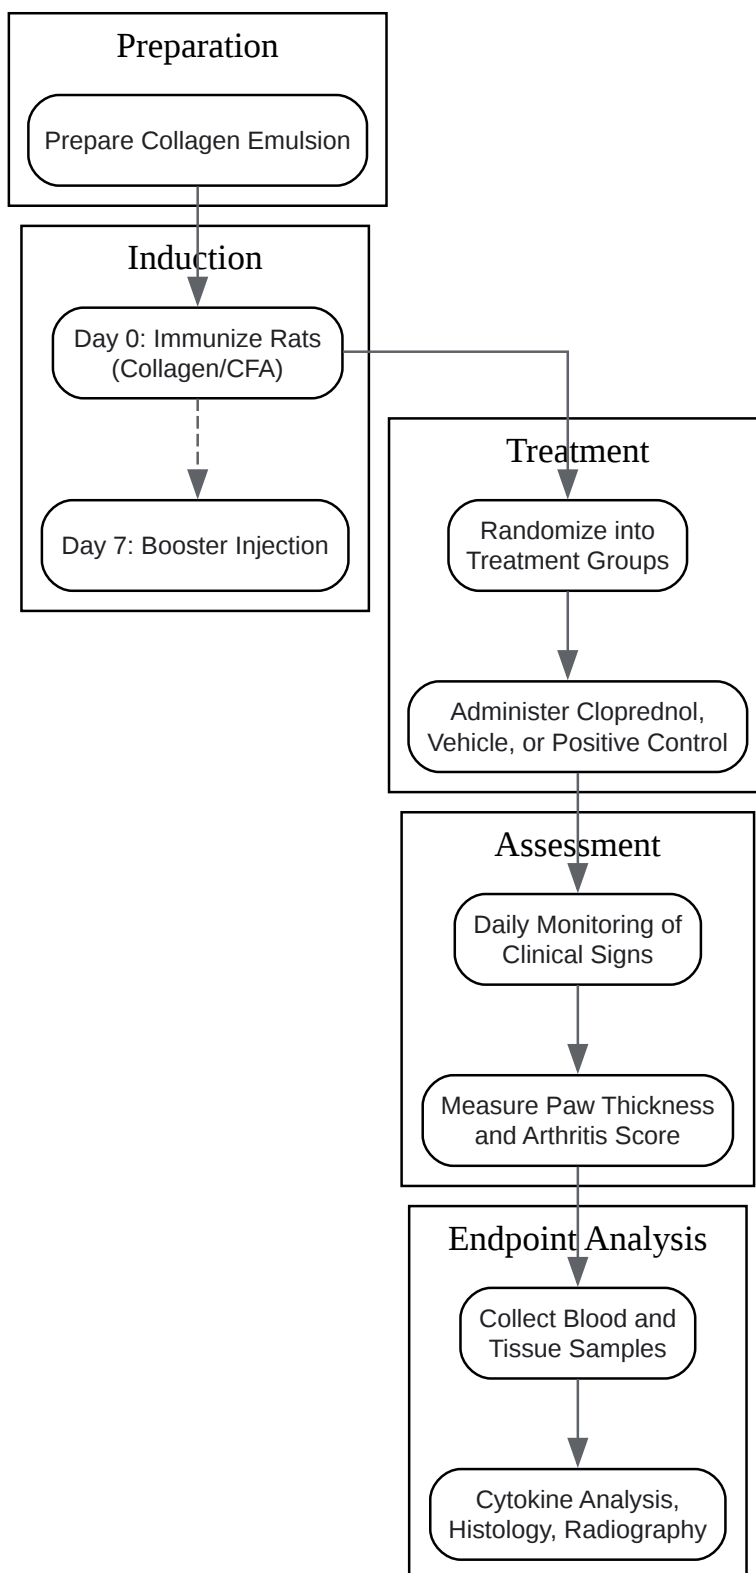 Preparation
Prepare Collagen Emulsion
Induction
Day 0: Immunize Rats
(Collagen/CFA)
Day 7: Booster Injection
Treatment
Randomize into
Treatment Groups
Administer Cloprednol,
Vehicle, or Positive Control
Assessment
Daily Monitoring of
Clinical Signs
Measure Paw Thickness
and Arthritis Score
Endpoint Analysis
Collect Blood and
Tissue Samples
Cytokine Analysis,
Histology, Radiography